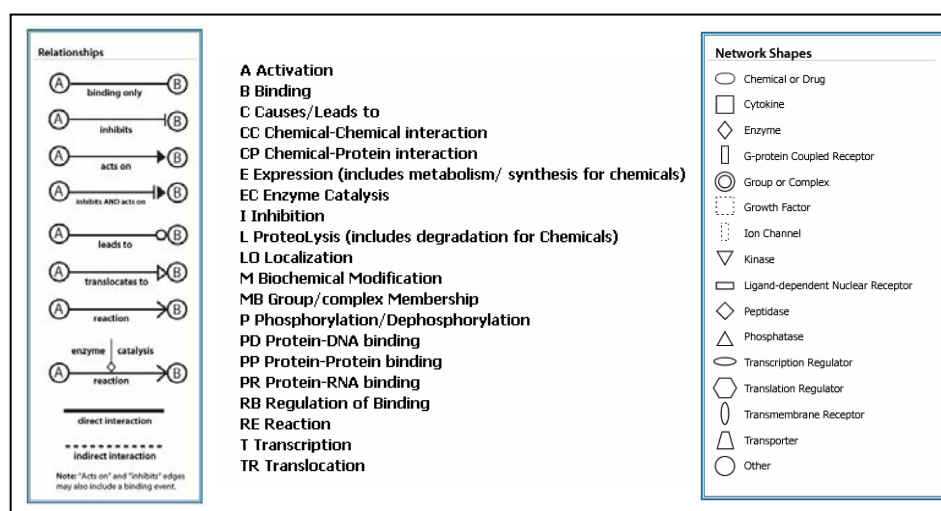 Relationships
A B
binding only
A B
inhibits
A B
acts on
A B
inhibits AND acts on
A B
leads to
A B
translocates to
A B
reaction
enzyme catalysis
A B
reaction
direct interaction
indirect interaction
Note: "Acts on" and "inhibits" edges
may also include a binding event.
A Activation
B Binding
C Causes/Leads to
CC Chemical-Chemical interaction
CP Chemical-Protein interaction
E Expression (includes metabolism/ synthesis for chemicals)
EC Enzyme Catalysis
I Inhibition
L ProteoLysis (includes degradation for Chemicals)
LO Localization
M Biochemical Modification
MB Group/complex Membership
P Phosphorylation/Dephosphorylation
PD Protein-DNA binding
PP Protein-Protein binding
PR Protein-RNA binding
RB Regulation of Binding
RE Reaction
T Transcription
TR Translocation
Network Shapes
Chemical or Drug
Cytokine
Enzyme
G-protein Coupled Receptor
Group or Complex
Growth Factor
Ion Channel
Kinase
Ligand-dependent Nuclear Receptor
Peptidase
Phosphatase
Transcription Regulator
Translation Regulator
Transmembrane Receptor
Transporter
Other